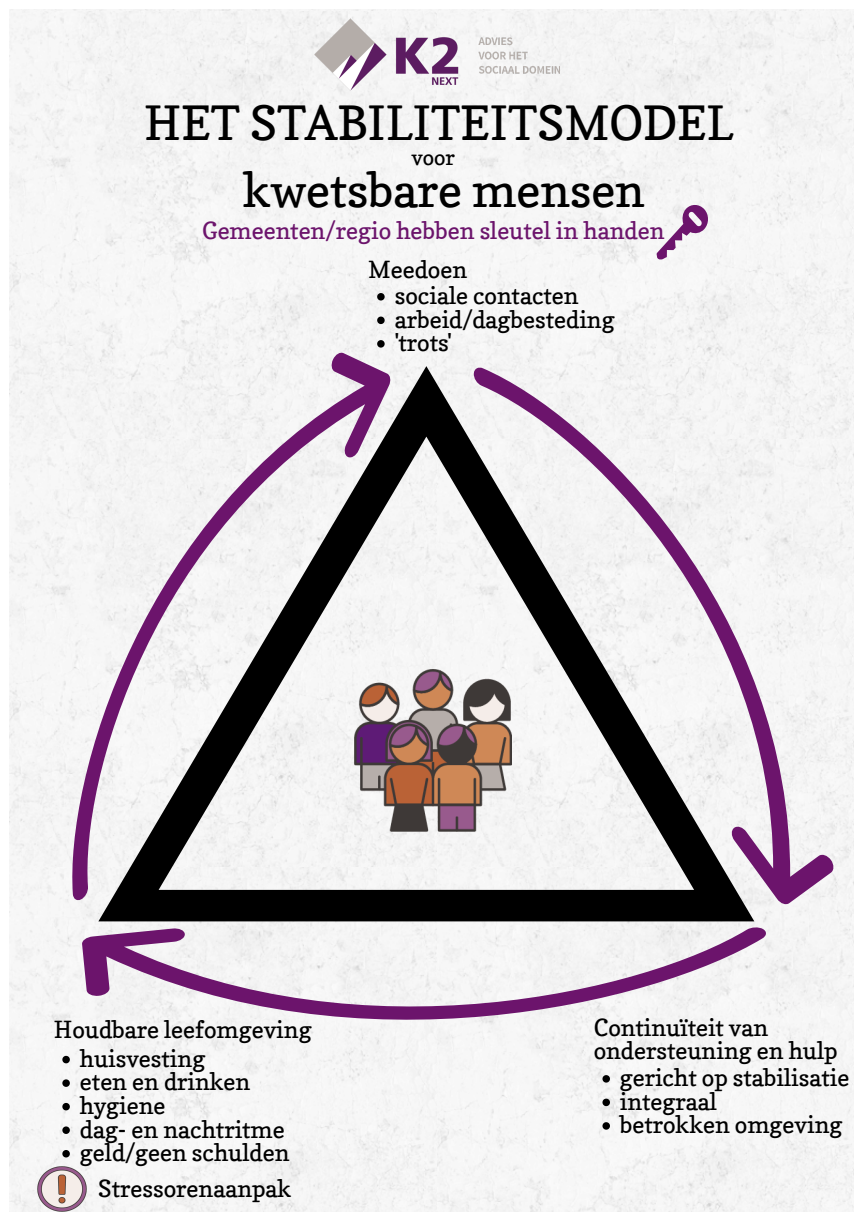 K2
NEXT
ADVIES
VOOR HET
SOCIAAL DOMEIN
HET STABILITEITSMODEL
voor
kwetsbare mensen
Gemeenten/regio hebben sleutel in handen
Meedoen
• sociale contacten
• arbeid/dagbesteding
• 'trots'
Houdbare leefomgeving
• huisvesting
• eten en drinken
• hygiene
• dag- en nachtritme
• geld/geen schulden
! Stressorenaanpak
Continuïteit van
ondersteuning en hulp
• gericht op stabilisatie
• integraal
• betrokken omgeving